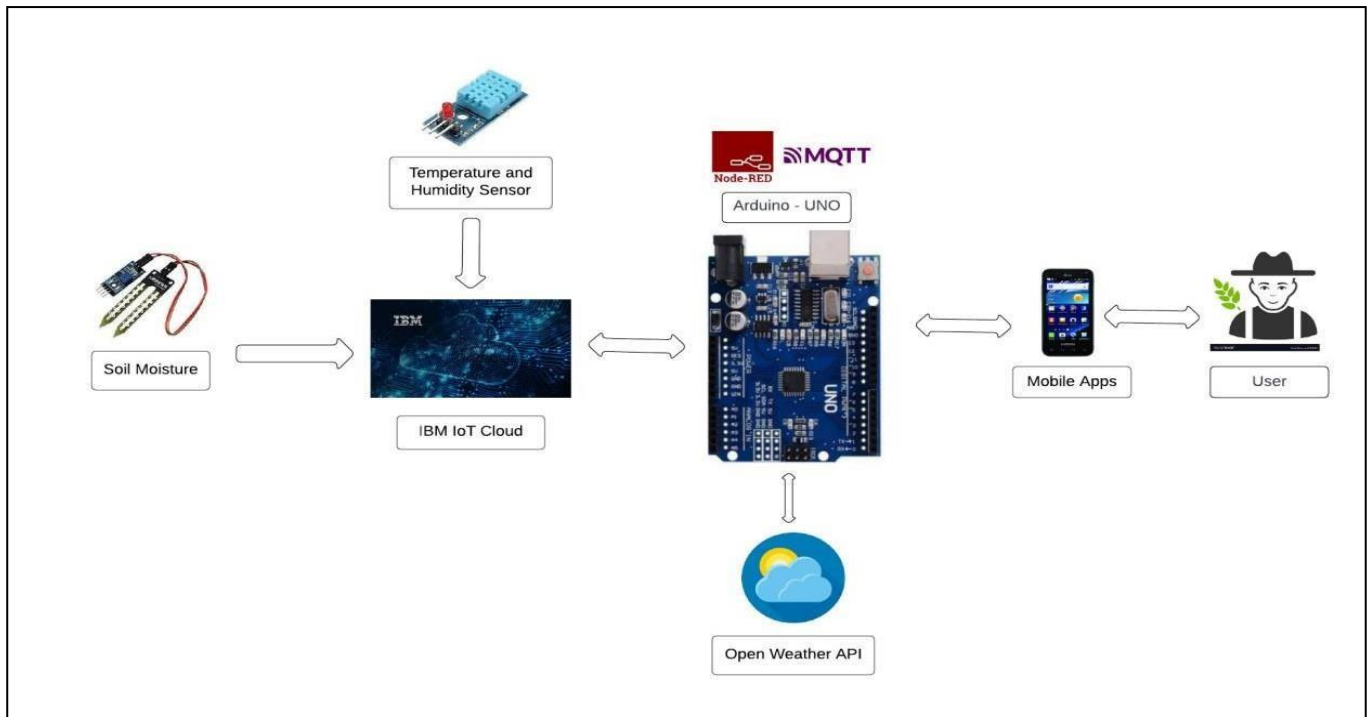 Temperature and
Humidity Sensor
Node-RED
MQTT
Arduino - UNO
IBM
Soil Moisture
IBM IoT Cloud
UNO
Mobile Apps
User
Open Weather API